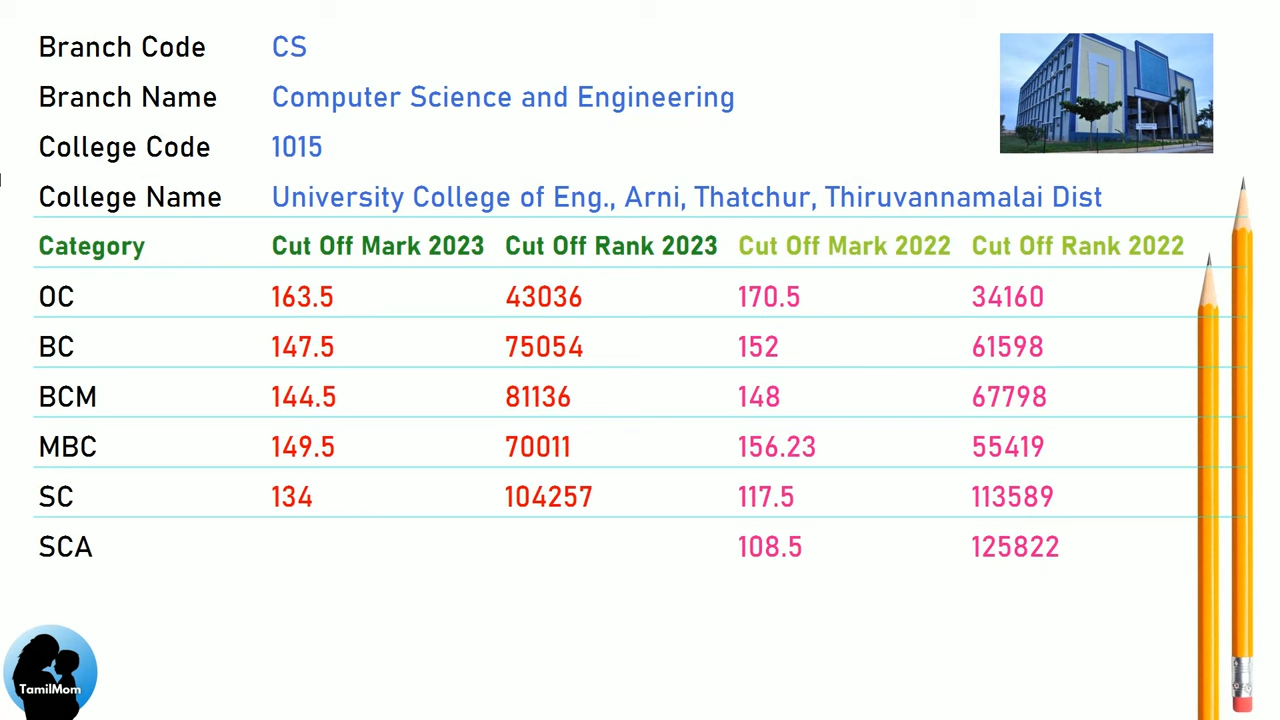 Branch Code CS
Branch Name Computer Science and Engineering
College Code 1015
College Name University College of Eng., Arni, Thatchur, Thiruvannamalai Dist
Category Cut Off Mark 2023 Cut Off Rank 2023 Cut Off Mark 2022 Cut Off Rank 2022
OC 163.5 43036 170.5 34160
BC 147.5 75054 152 61598
BCM 144.5 81136 148 67798
MBC 149.5 70011 156.23 55419
SC 134 104257 117.5 113589
SCA 108.5 125822
TamilMom